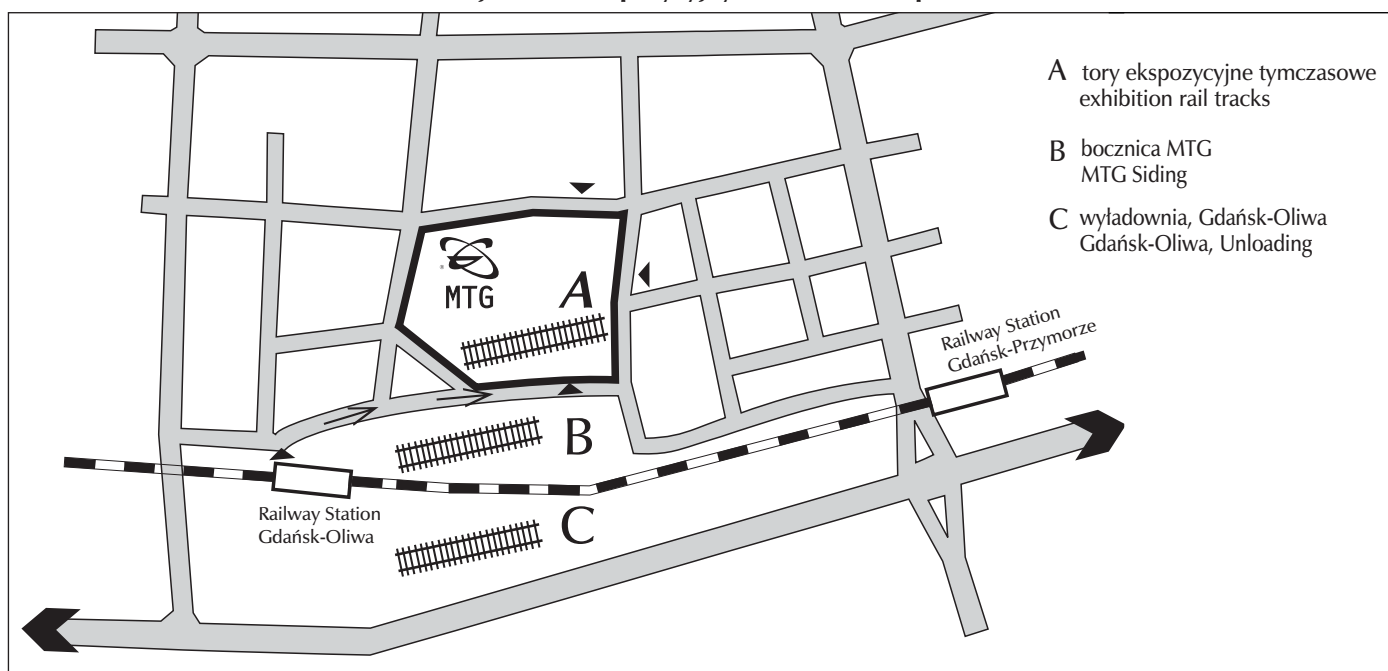 A tory ekspozycyjne tymczasowe
exhibition rail tracks
B bocznica MTG
MTG Siding
C wyładownia, Gdańsk-Oliwa
Gdańsk-Oliwa, Unloading
MTG
A
Railway Station
Gdańsk-Przymorze
B
Railway Station
Gdańsk-Oliwa
C